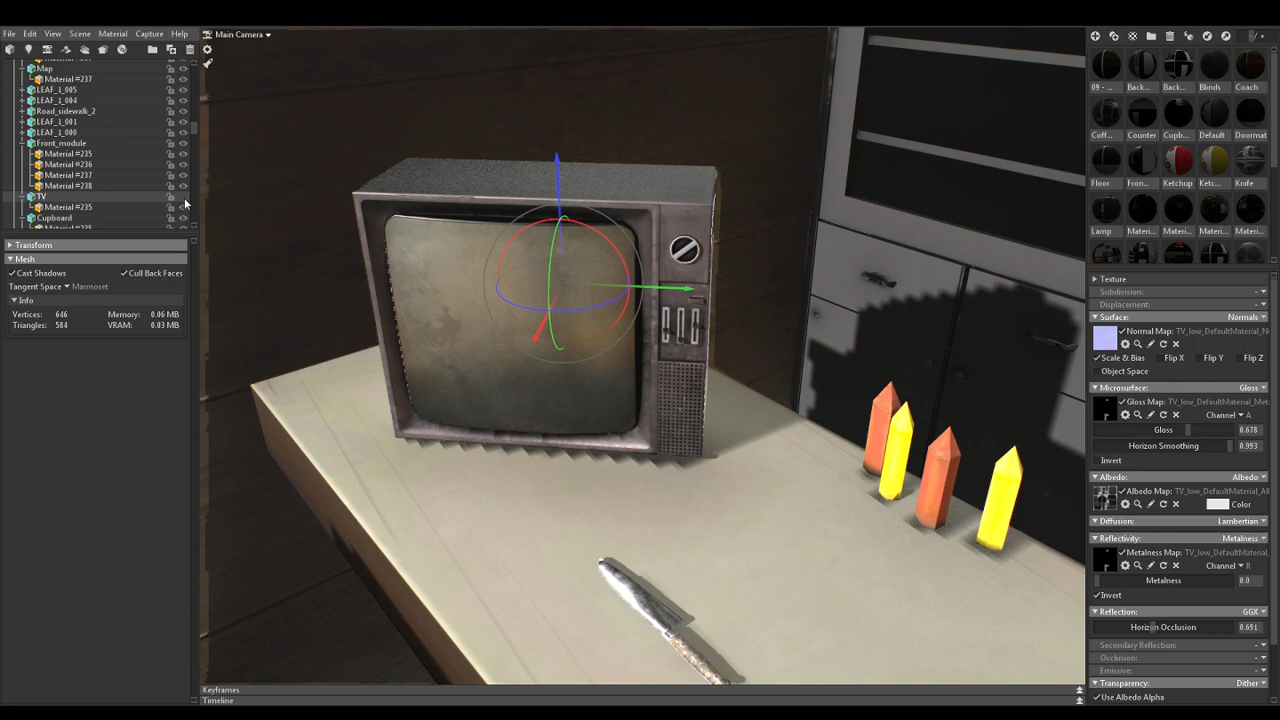 File Edit View Scene Material Capture Help
Main Camera
Map
Material #237
LEAF_1_005
LEAF_1_004
Road_sidewalk_2
LEAF_1_001
LEAF_1_000
Front_module
Material #235
Material #236
Material #237
Material #238
TV
Material #235
Cupboard
Transform
Mesh
Cast Shadows Cull Back Faces
Tangent Space Marmoset
Info
Vertices: 646 Memory: 0.06 MB
Triangles: 584 VRAM: 0.03 MB
Keyframes
Timeline
09 - ... Back... Back... Blinds Coach
Coff... Counter Cupb... Default Doormat
Floor Fron... Ketchup Ketc... Knife
Lamp Materi... Materi... Materi... Materi...
Texture
Subdivision: -
Displacement: -
Surface: Normals
Normal Map: TV_low_DefaultMaterial_N
Scale & Bias Flip X Flip Y Flip Z
Object Space
Microsurface: Gloss
Gloss Map: TV_low_DefaultMaterial_Met
Channel A
Gloss 0.678
Horizon Smoothing 0.993
Invert
Albedo: Albedo
Albedo Map: TV_low_DefaultMaterial_Al
Color
Diffusion: Lambertian
Reflectivity: Metalness
Metalness Map: TV_low_DefaultMaterial_
Channel R
Metalness 0.0
Invert
Reflection: GGX
Horizon Occlusion 0.691
Secondary Reflection: -
Occlusion: -
Emissive: -
Transparency: Dither
Use Albedo Alpha